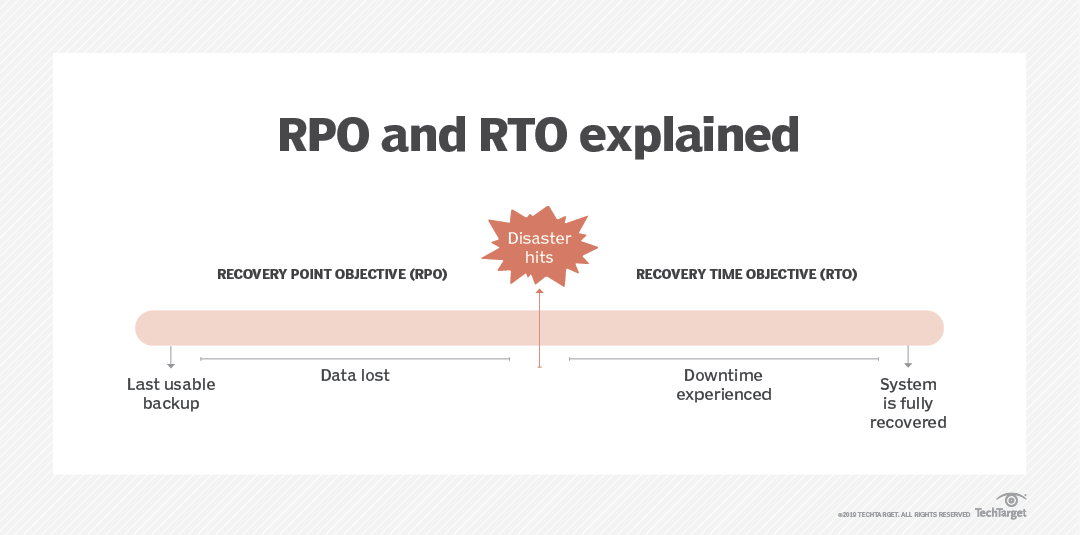 RPO and RTO explained
Disaster
hits
RECOVERY POINT OBJECTIVE (RPO)
RECOVERY TIME OBJECTIVE (RTO)
Last usable
backup
Data lost
Downtime
experienced
System
is fully
recovered
©2019 TECHTARGET. ALL RIGHTS RESERVED
TechTarget